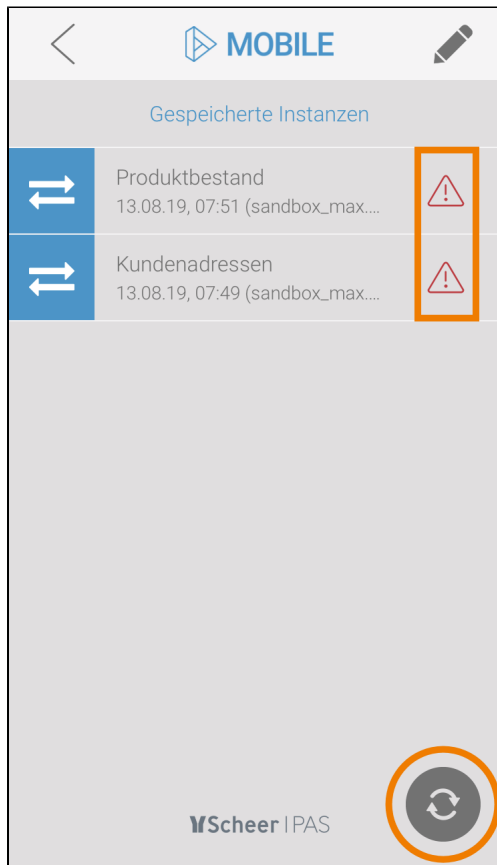 MOBILE
Gespeicherte Instanzen
Produktbestand
13.08.19, 07:51 (sandbox_max....
Kundenadressen
13.08.19, 07:49 (sandbox_max....
Scheer | PAS